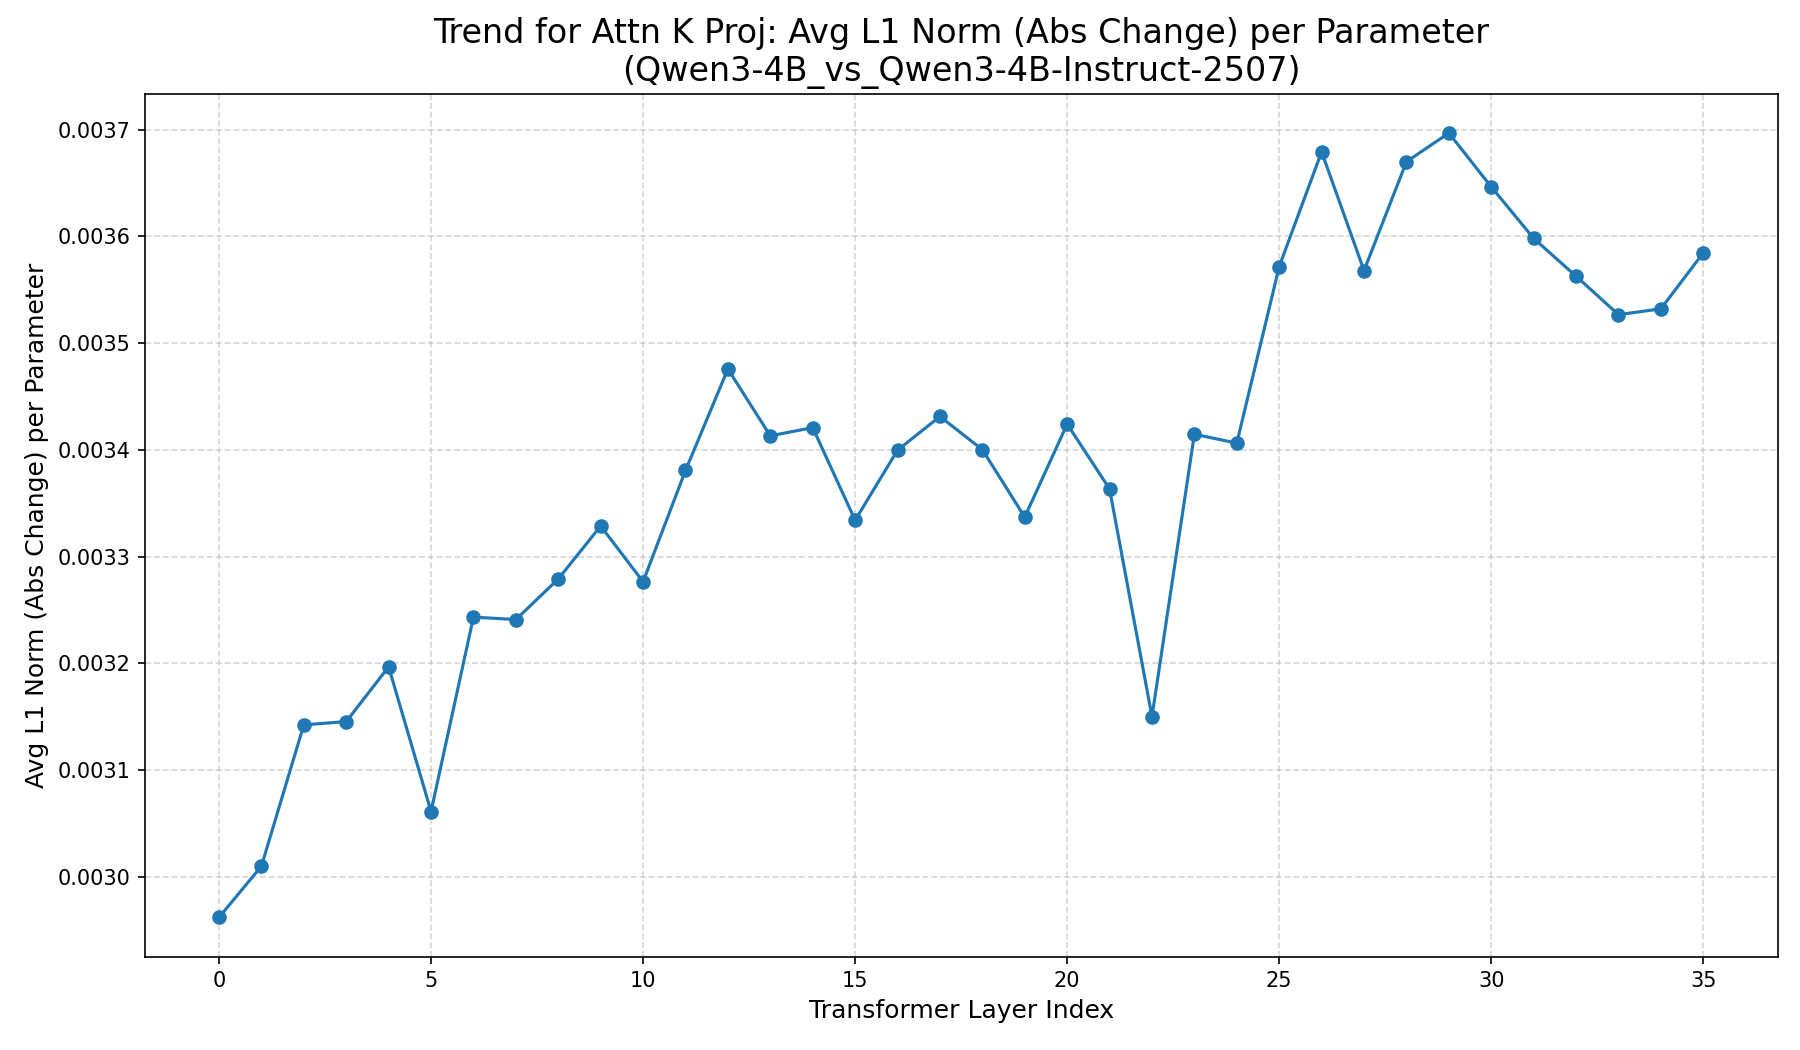 Trend for Attn K Proj: Avg L1 Norm (Abs Change) per Parameter
(Qwen3-4B_vs_Qwen3-4B-Instruct-2507)
Avg L1 Norm (Abs Change) per Parameter
0.0037
0.0036
0.0035
0.0034
0.0033
0.0032
0.0031
0.0030
0 5 10 15 20 25 30 35
Transformer Layer Index